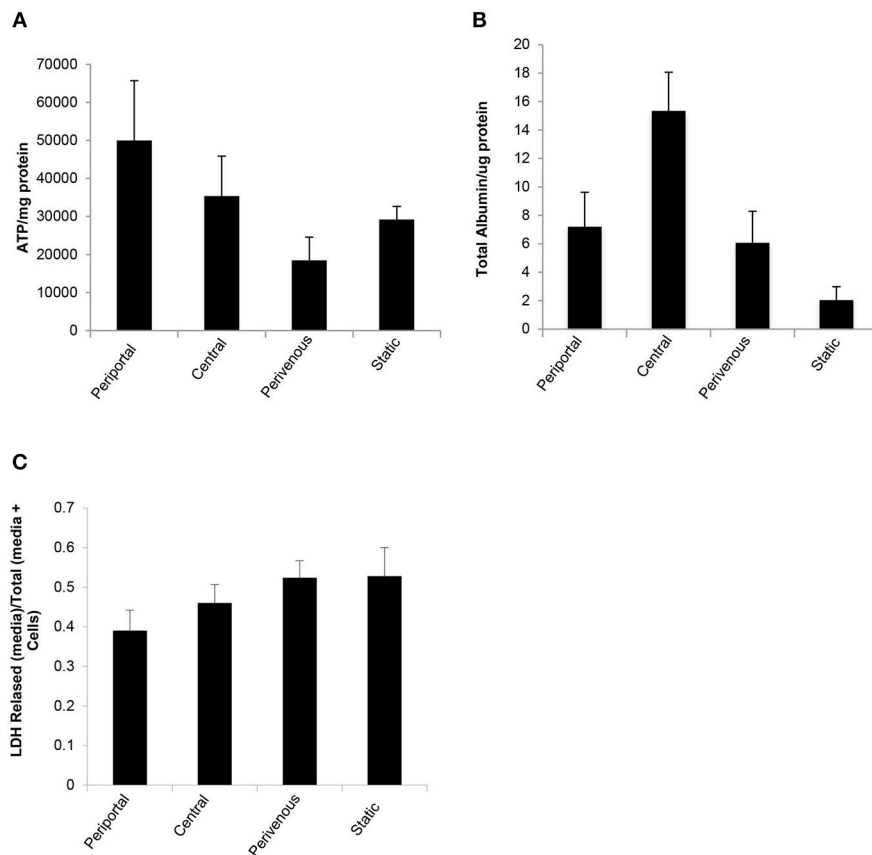 A
ATP/mg protein
70000
60000
50000
40000
30000
20000
10000
0
Periportal
Central
Perivenous
Static
B
Total Albumin/ug protein
20
18
16
14
12
10
8
6
4
2
0
Periportal
Central
Perivenous
Static
C
LDH Relased (media)/Total (media +
Cells)
0.7
0.6
0.5
0.4
0.3
0.2
0.1
0
Periportal
Central
Perivenous
Static